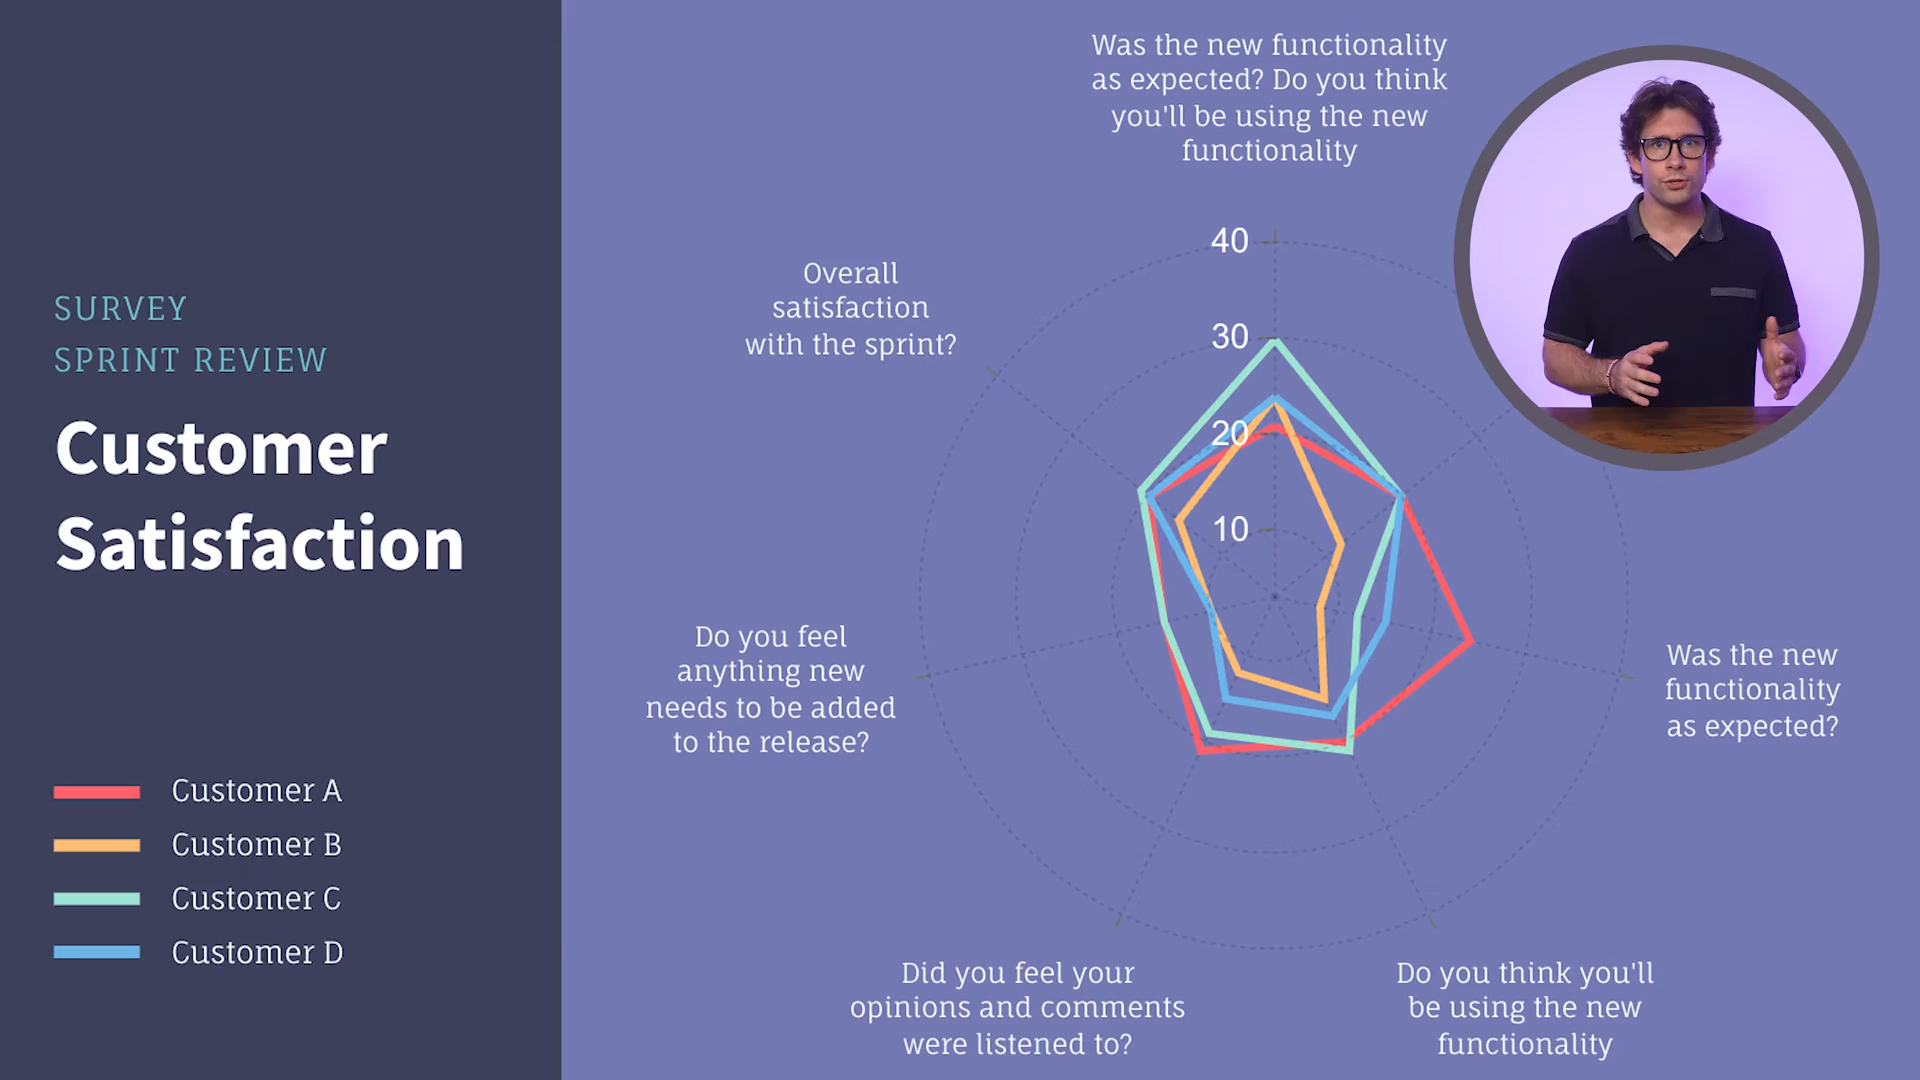 SURVEY
SPRINT REVIEW
Customer
Satisfaction
Customer A
Customer B
Customer C
Customer D
Was the new functionality
as expected? Do you think
you'll be using the new
functionality
Overall
satisfaction
with the sprint?
40
30
20
10
Do you feel
anything new
needs to be added
to the release?
Was the new
functionality
as expected?
Did you feel your
opinions and comments
were listened to?
Do you think you'll
be using the new
functionality